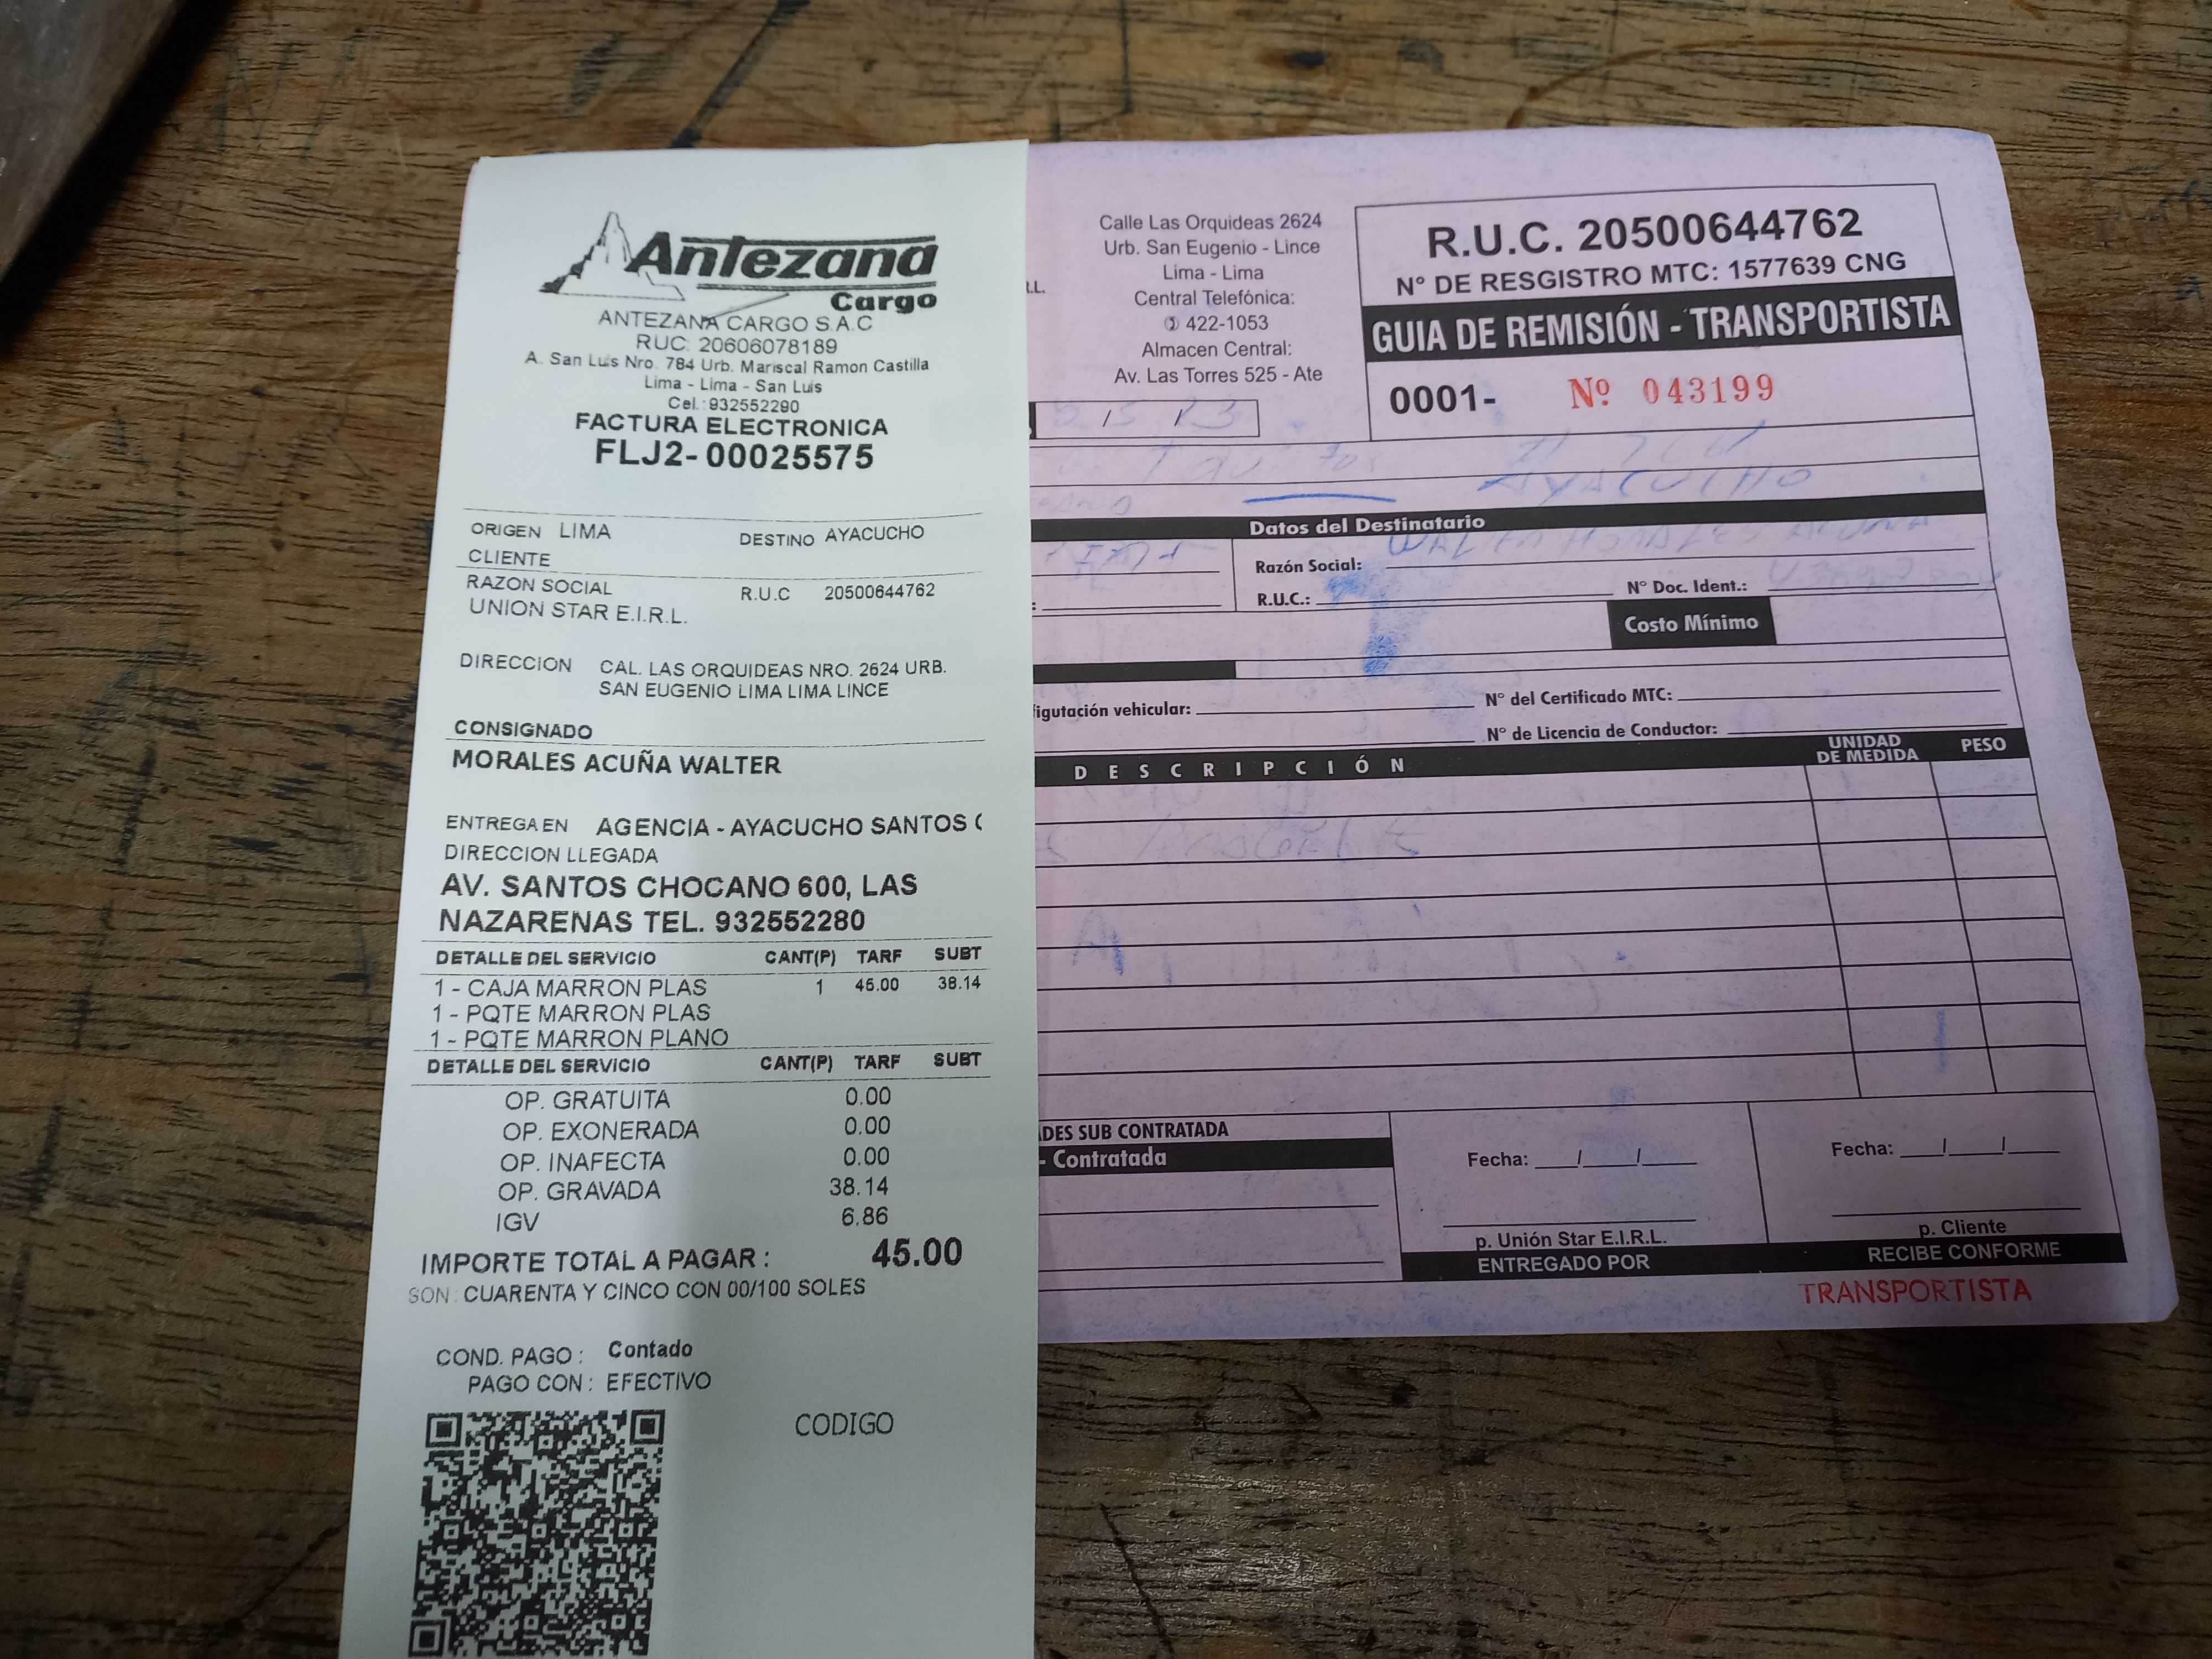 Antezana
Cargo
ANTEZANA CARGO S.A.C
RUC: 20606078189
A. San Luis Nro. 784 Urb. Mariscal Ramon Castilla
Lima - Lima - San Luis
Cel.:932552290
FACTURA ELECTRONICA
FLJ2-00025575
ORIGEN LIMA DESTINO AYACUCHO
CLIENTE
RAZON SOCIAL R.U.C 20500644762
UNION STAR E.I.R.L.
DIRECCION CAL. LAS ORQUIDEAS NRO. 2624 URB.
SAN EUGENIO LIMA LIMA LINCE
CONSIGNADO
MORALES ACUÑA WALTER
ENTREGA EN AGENCIA - AYACUCHO SANTOS C
DIRECCION LLEGADA
AV. SANTOS CHOCANO 600, LAS
NAZARENAS TEL. 932552280
DETALLE DEL SERVICIO CANT(P) TARF SUBT
1 - CAJA MARRON PLAS 1 45.00 38.14
1 - PQTE MARRON PLAS
1 - PQTE MARRON PLANO
DETALLE DEL SERVICIO CANT(P) TARF SUBT
OP. GRATUITA 0.00
OP. EXONERADA 0.00
OP. INAFECTA 0.00
OP. GRAVADA 38.14
IGV 6.86
IMPORTE TOTAL A PAGAR : 45.00
SON : CUARENTA Y CINCO CON 00/100 SOLES
COND. PAGO : Contado
PAGO CON : EFECTIVO
CODIGO
Calle Las Orquideas 2624
Urb. San Eugenio - Lince
Lima - Lima
Central Telefónica:
422-1053
Almacen Central:
Av. Las Torres 525 - Ate
R.U.C. 20500644762
N° DE RESGISTRO MTC: 1577639 CNG
GUIA DE REMISIÓN - TRANSPORTISTA
0001- Nº 043199
AYACUCHO
Datos del Destinatario
Razón Social: WALTER MORALES ACUÑA
R.U.C.: N° Doc. Ident.:
Costo Mínimo
figutación vehicular: N° del Certificado MTC:
N° de Licencia de Conductor:
DESCRIPCIÓN UNIDAD DE MEDIDA PESO
DES SUB CONTRATADA
- Contratada
Fecha: / /
Fecha: / /
p. Unión Star E.I.R.L.
p. Cliente
ENTREGADO POR
RECIBE CONFORME
TRANSPORTISTA